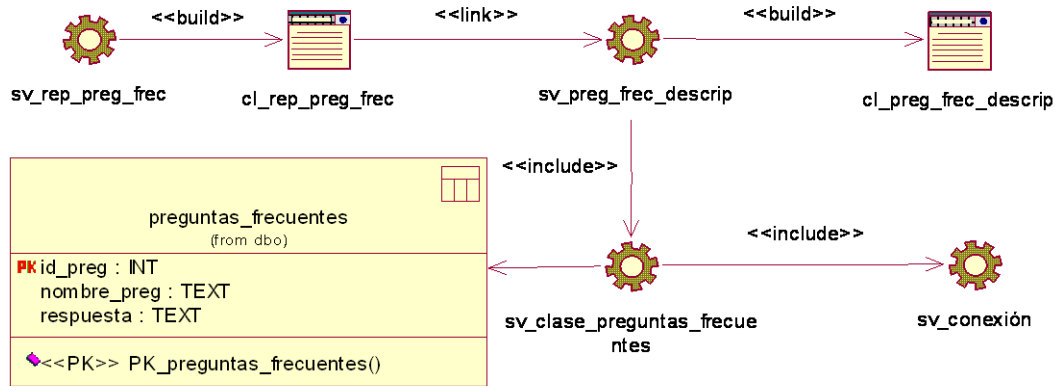 <<build>>
<<link>>
<<build>>
sv_rep_preg_frec
cl_rep_preg_frec
sv_preg_frec_descrip
cl_preg_frec_descrip
<<include>>
preguntas_frecuentes
(from dbo)
<<include>>
PK id_preg : INT
nombre_preg : TEXT
respuesta : TEXT
sv_clase_preguntas_frecue
ntes
sv_conexión
<<PK>> PK_preguntas_frecuentes()